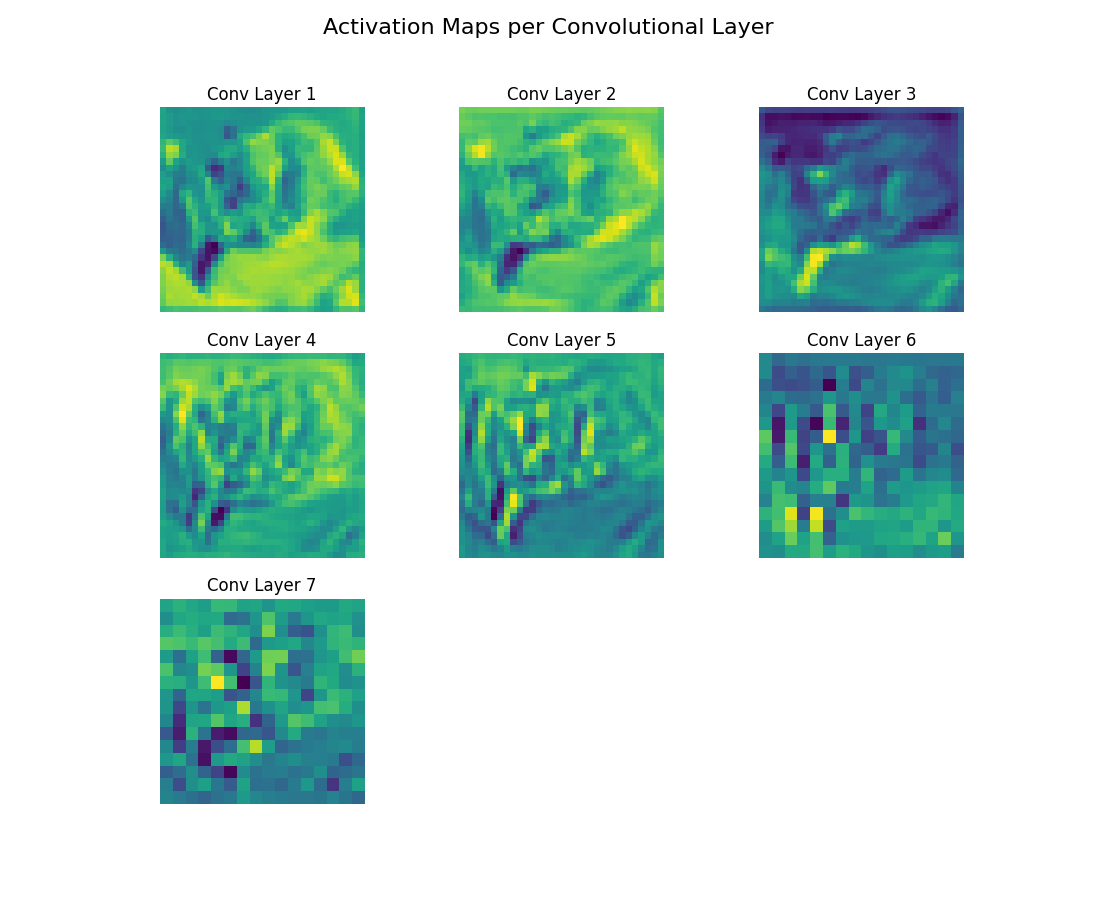 Activation Maps per Convolutional Layer
Conv Layer 1
Conv Layer 2
Conv Layer 3
Conv Layer 4
Conv Layer 5
Conv Layer 6
Conv Layer 7